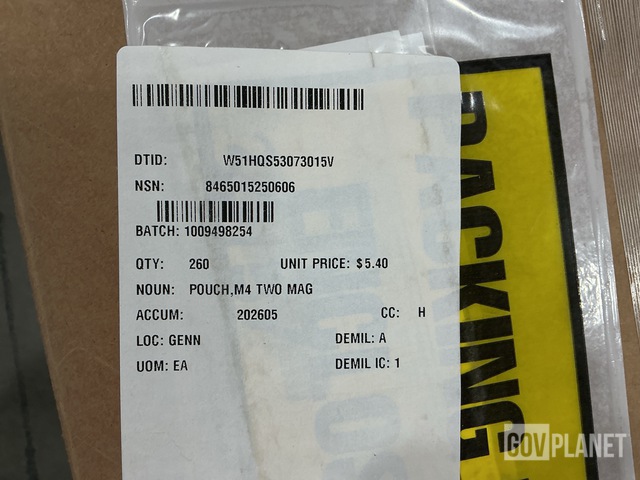 DTID: W51HQS53073015V
NSN: 8465015250606
BATCH: 1009498254
QTY: 260 UNIT PRICE: $5.40
NOUN: POUCH,M4 TWO MAG
ACCUM: 202605 CC: H
LOC: GENN DEMIL: A
UOM: EA DEMIL IC: 1
PACKING
GOVPLANET